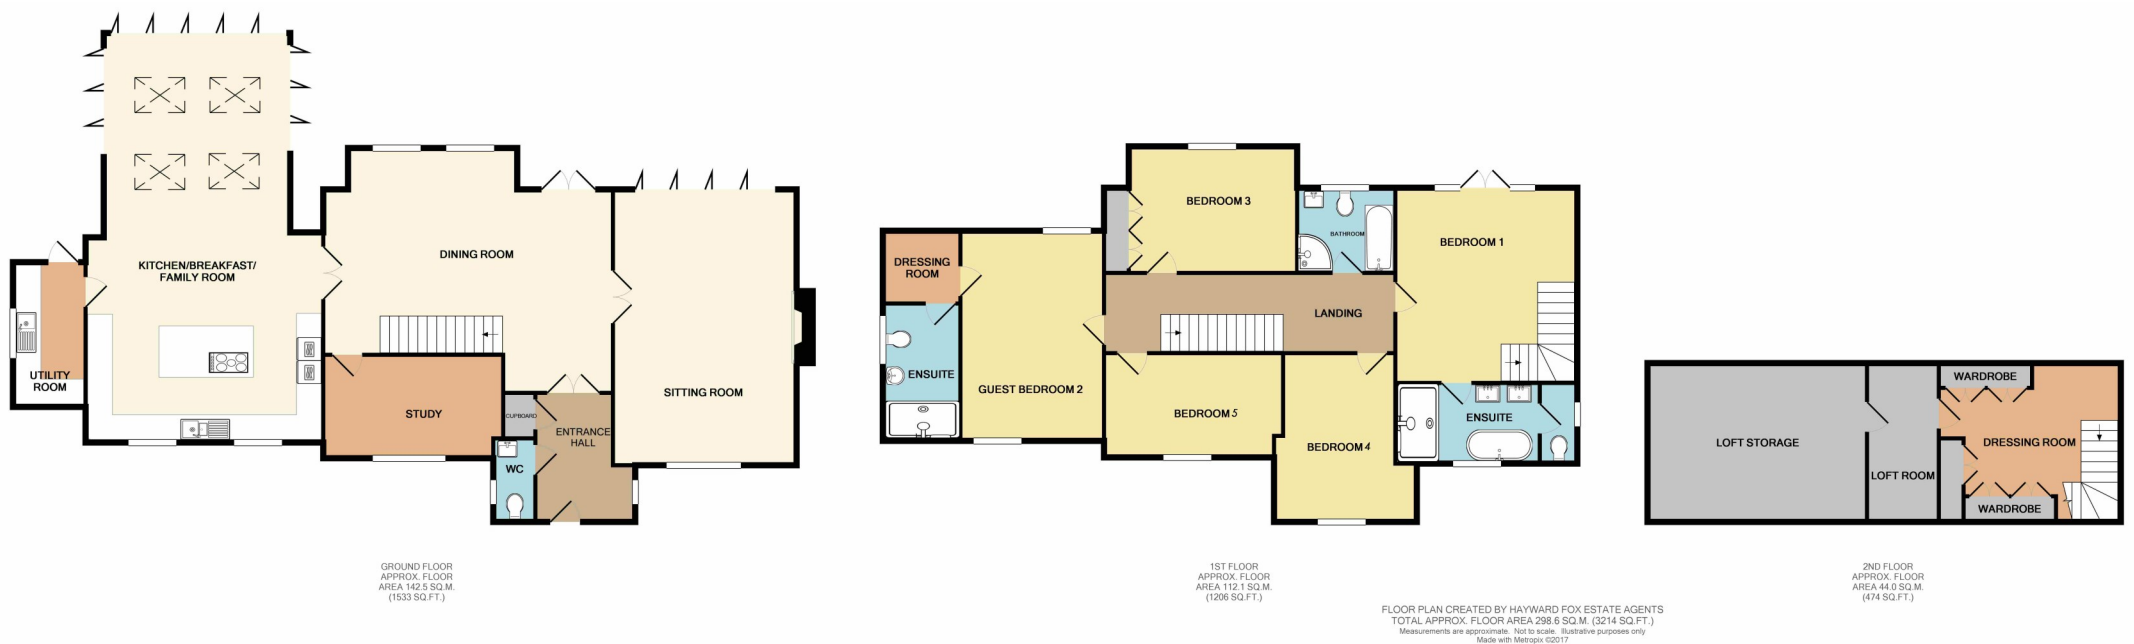 KITCHEN/BREAKFAST/
FAMILY ROOM
UTILITY
ROOM
DINING ROOM
STUDY
CUPBOARD
WC
ENTRANCE
HALL
SITTING ROOM
GROUND FLOOR
APPROX. FLOOR
AREA 142.5 SQ.M.
(1533 SQ.FT.)
DRESSING
ROOM
ENSUITE
GUEST BEDROOM 2
BEDROOM 3
BATHROOM
BEDROOM 1
LANDING
BEDROOM 5
BEDROOM 4
ENSUITE
1ST FLOOR
APPROX. FLOOR
AREA 112.1 SQ.M.
(1206 SQ.FT.)
LOFT STORAGE
LOFT ROOM
WARDROBE
DRESSING ROOM
WARDROBE
2ND FLOOR
APPROX. FLOOR
AREA 44.0 SQ.M.
(474 SQ.FT.)
FLOOR PLAN CREATED BY HAYWARD FOX ESTATE AGENTS
TOTAL APPROX. FLOOR AREA 298.6 SQ.M. (3214 SQ.FT.)
Measurements are approximate. Not to scale. Illustrative purposes only
Made with Metropix ©2017